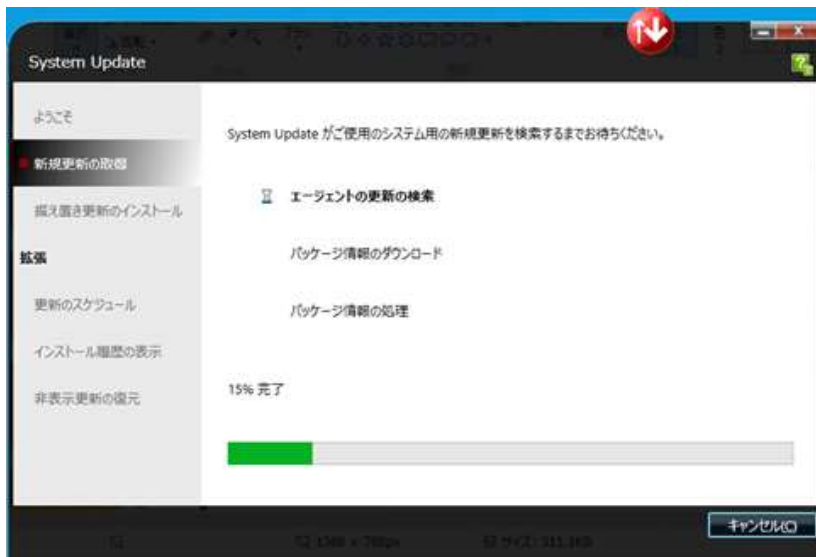 System Update
ようこそ
新規更新の取得
据え置き更新のインストール
拡張
更新のスケジュール
インストール履歴の表示
非表示更新の復元
System Update がご使用のシステム用の新規更新を検索するまでお待ちください。
エージェントの更新の検索
パッケージ情報のダウンロード
パッケージ情報の処理
15% 完了
キャンセル(C)